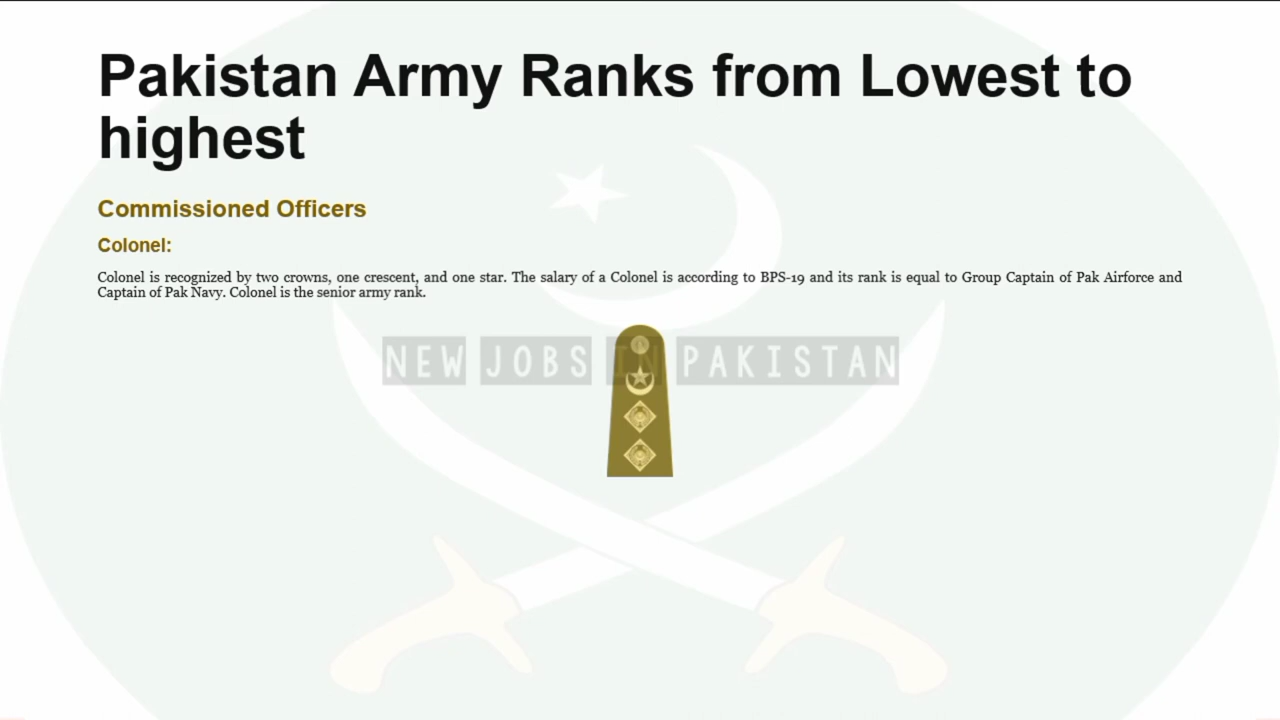 Pakistan Army Ranks from Lowest to
highest
Commissioned Officers
Colonel:
Colonel is recognized by two crowns, one crescent, and one star. The salary of a Colonel is according to BPS-19 and its rank is equal to Group Captain of Pak Airforce and
Captain of Pak Navy. Colonel is the senior army rank.
NEW JOBS IN PAKISTAN